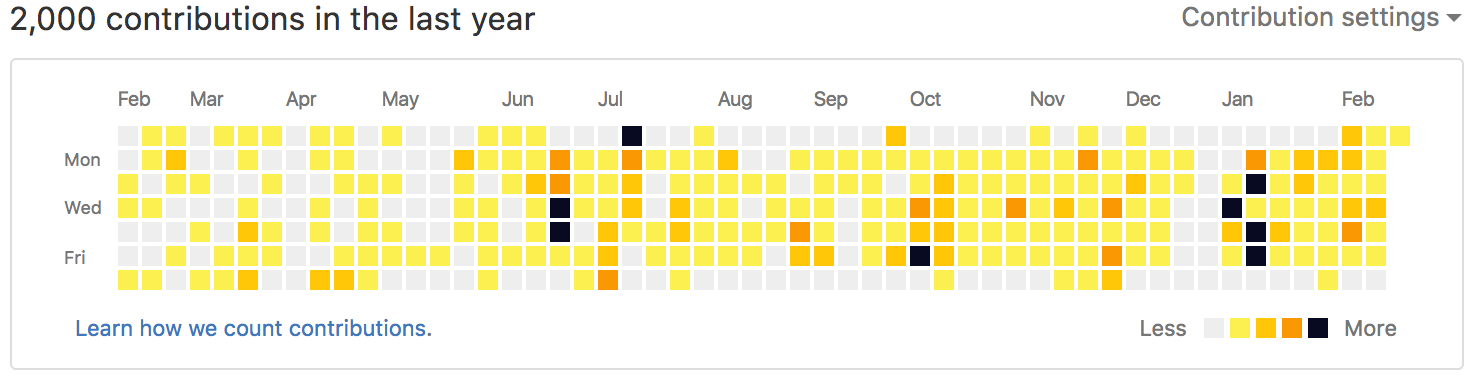 2,000 contributions in the last year
Contribution settings
Feb Mar Apr May Jun Jul Aug Sep Oct Nov Dec Jan Feb
Mon
Wed
Fri
Learn how we count contributions.
Less More